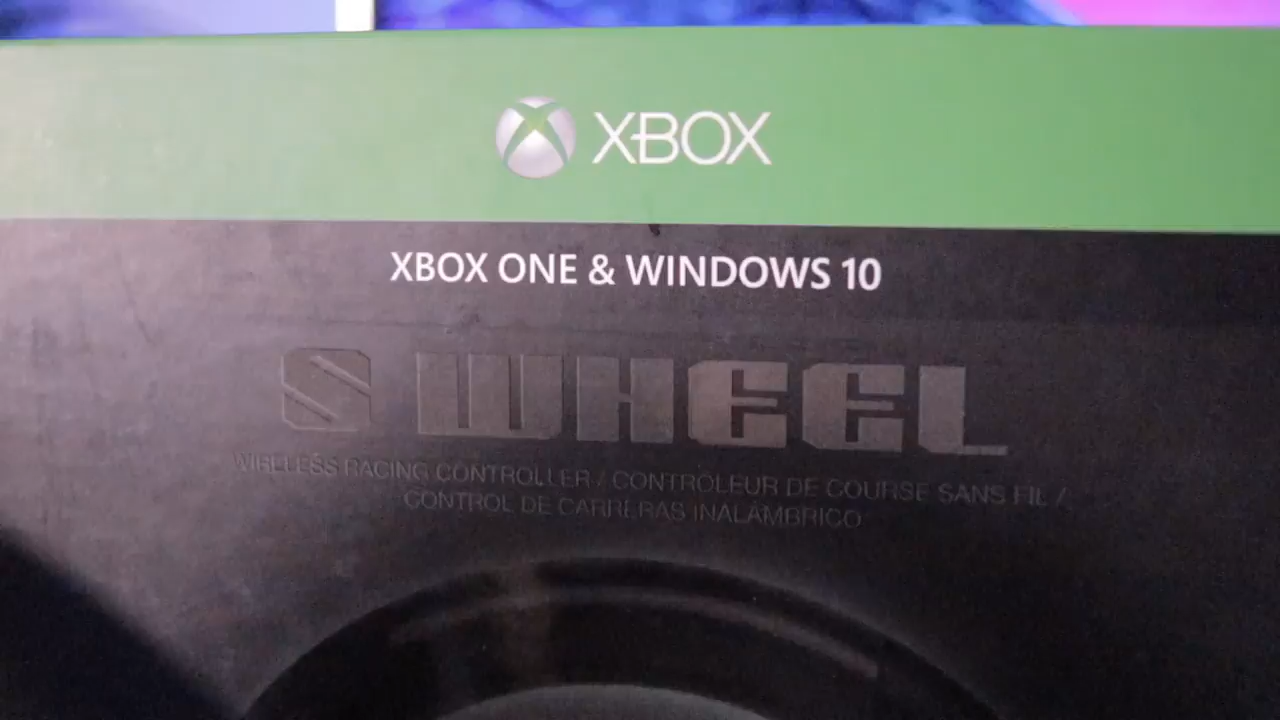 XBOX
XBOX ONE & WINDOWS 10
S WHEEL
WIRELESS RACING CONTROLLER / CONTRÔLEUR DE COURSE SANS FIL /
CONTROL DE CARRERAS INALÁMBRICO